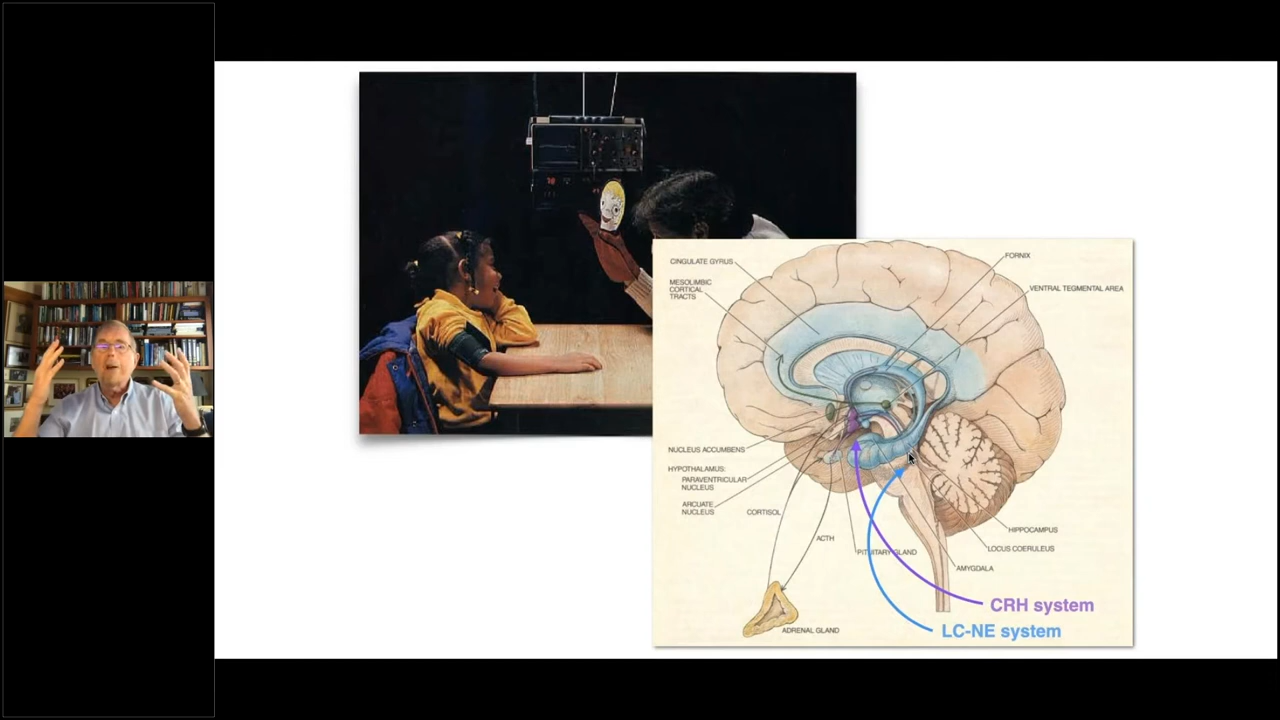 CINGULATE GYRUS
MESOLIMBIC
CORTICAL
TRACTS
FORNIX
VENTRAL TEGMENTAL AREA
NUCLEUS ACCUMBENS
HYPOTHALAMUS:
PARAVENTRICULAR
NUCLEUS
ARCUATE
NUCLEUS
CORTISOL
ACTH
PITUITARY GLAND
HIPPOCAMPUS
LOCUS COERULEUS
AMYGDALA
ADRENAL GLAND
CRH system
LC-NE system